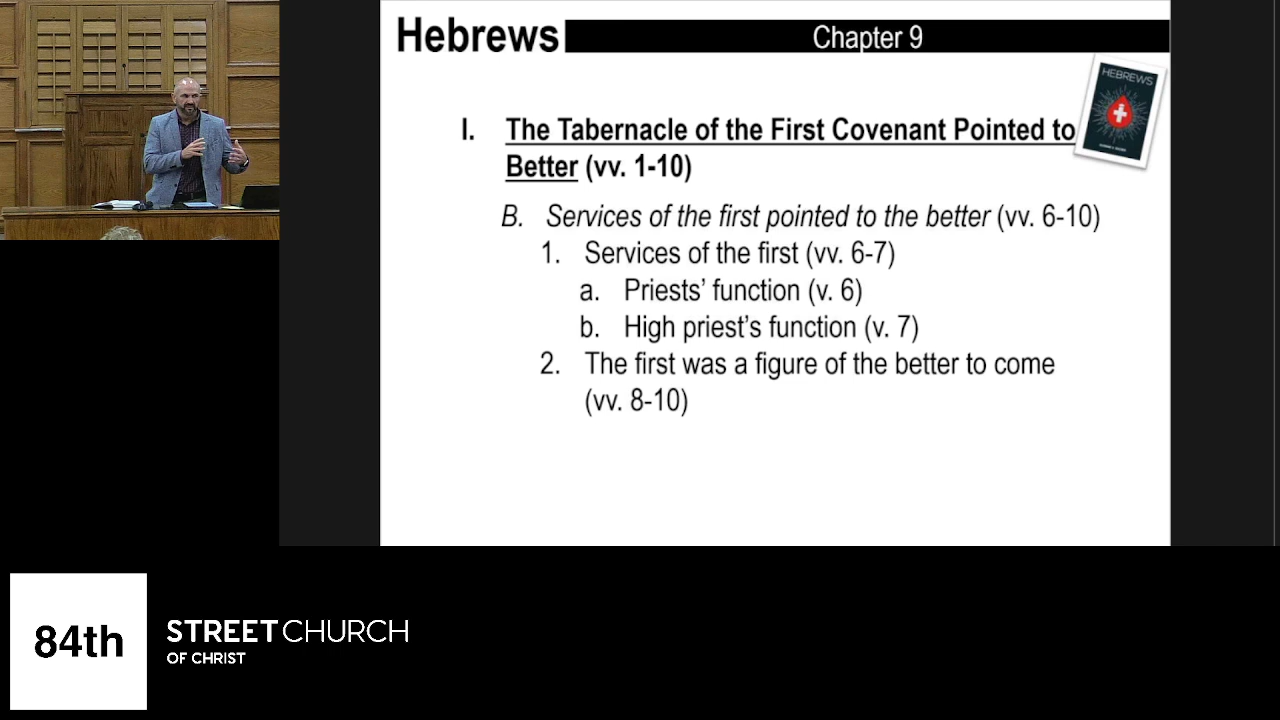 Hebrews
Chapter 9
HEBREWS
I. The Tabernacle of the First Covenant Pointed to
Better (vv. 1-10)
B. Services of the first pointed to the better (vv. 6-10)
1. Services of the first (vv. 6-7)
a. Priests' function (v. 6)
b. High priest's function (v. 7)
2. The first was a figure of the better to come
(vv. 8-10)
84th
STREET CHURCH
OF CHRIST